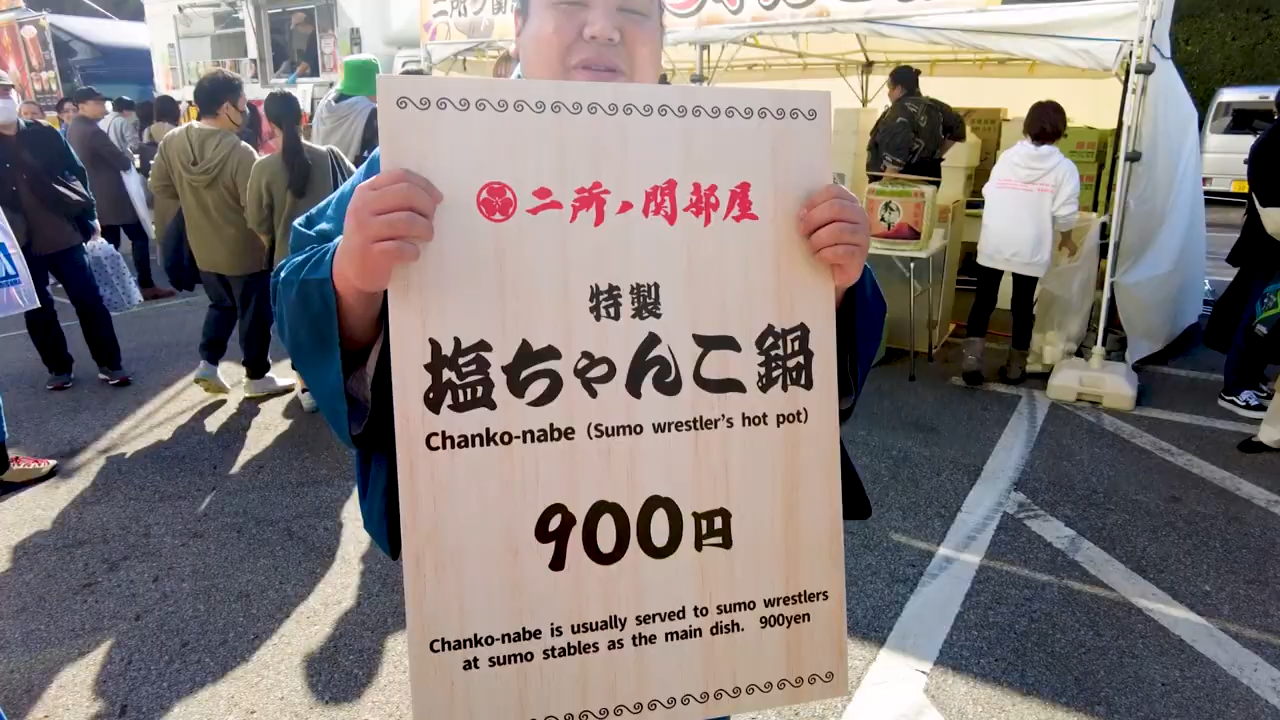 二所ノ関部屋
特製
塩ちゃんこ鍋
Chanko-nabe (Sumo wrestler's hot pot)
900円
Chanko-nabe is usually served to sumo wrestlers
at sumo stables as the main dish. 900yen